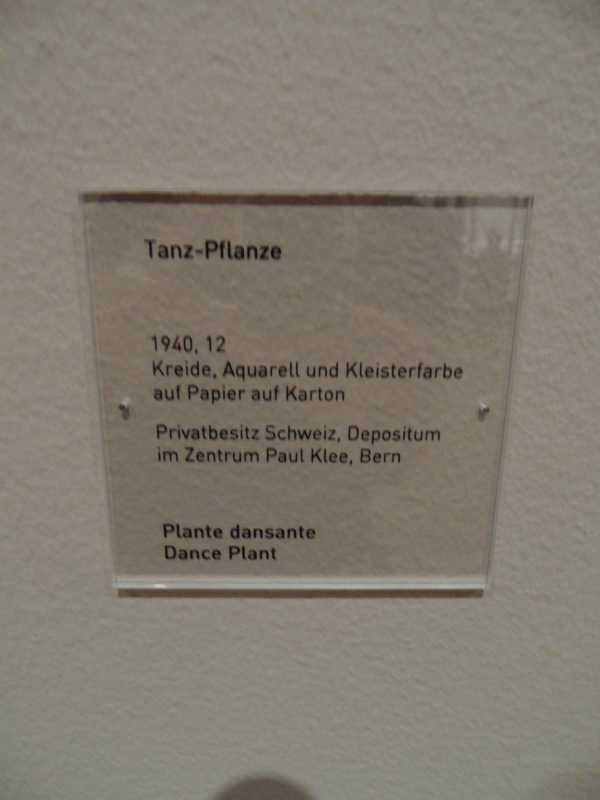 Tanz-Pflanze
1940, 12
Kreide, Aquarell und Kleisterfarbe
auf Papier auf Karton
Privatbesitz Schweiz, Depositum
im Zentrum Paul Klee, Bern
Plante dansante
Dance Plant